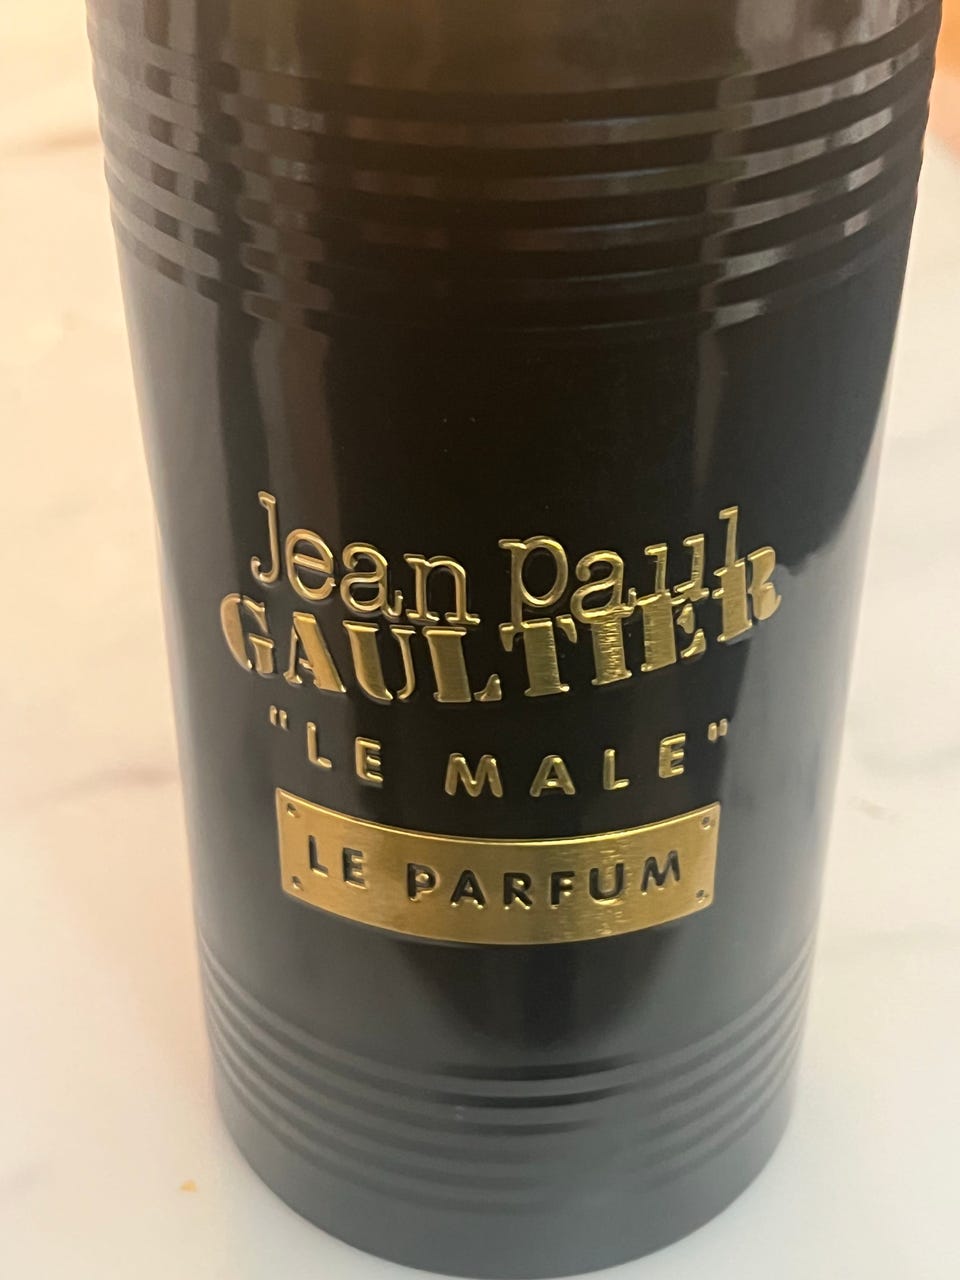 Jean Paul
GAULTIER
"LE MALE"
LE PARFUM